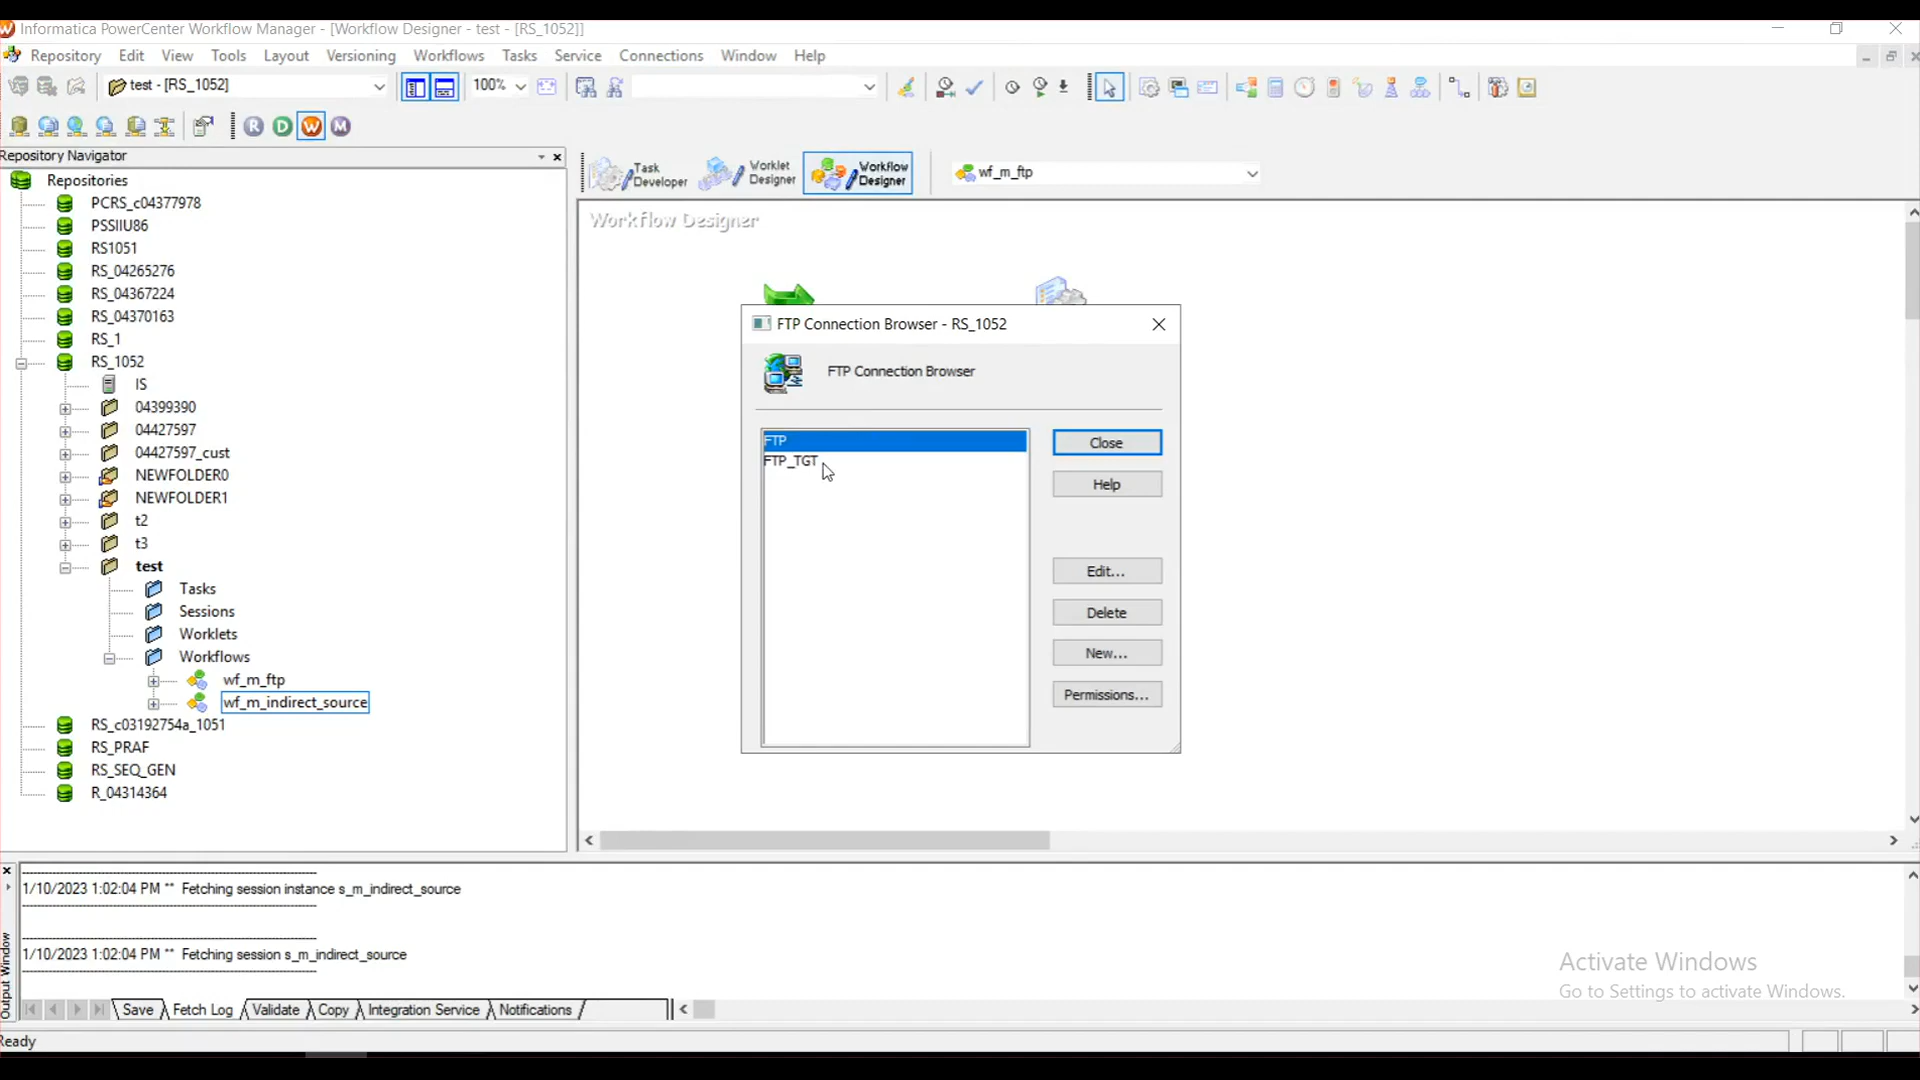 Informatica PowerCenter Workflow Manager - [Workflow Designer - test - [RS_1052]]
Repository Edit View Tools Layout Versioning Workflows Tasks Service Connections Window Help
test - [RS_1052] 100%
R D W M
Repository Navigator
Task Developer
Worklet Designer
Workflow Designer
wf_m_ftp
Repositories
PCRS_c04377978
PSSIIU86
RS1051
RS_04265276
RS_04367224
RS_04370163
RS_1
RS_1052
IS
04399390
04427597
04427597_cust
NEWFOLDER0
NEWFOLDER1
t2
t3
test
Tasks
Sessions
Worklets
Workflows
wf_m_ftp
wf_m_indirect_source
RS_c03192754a_1051
RS_PRAF
RS_SEQ_GEN
R_04314364
Workflow Designer
FTP Connection Browser - RS_1052
FTP Connection Browser
FTP
FTP_TGT
Close
Help
Edit...
Delete
New...
Permissions...
1/10/2023 1:02:04 PM ** Fetching session instance s_m_indirect_source
1/10/2023 1:02:04 PM ** Fetching session s_m_indirect_source
Output Window
Save Fetch Log Validate Copy Integration Service Notifications
Activate Windows
Go to Settings to activate Windows.
Ready